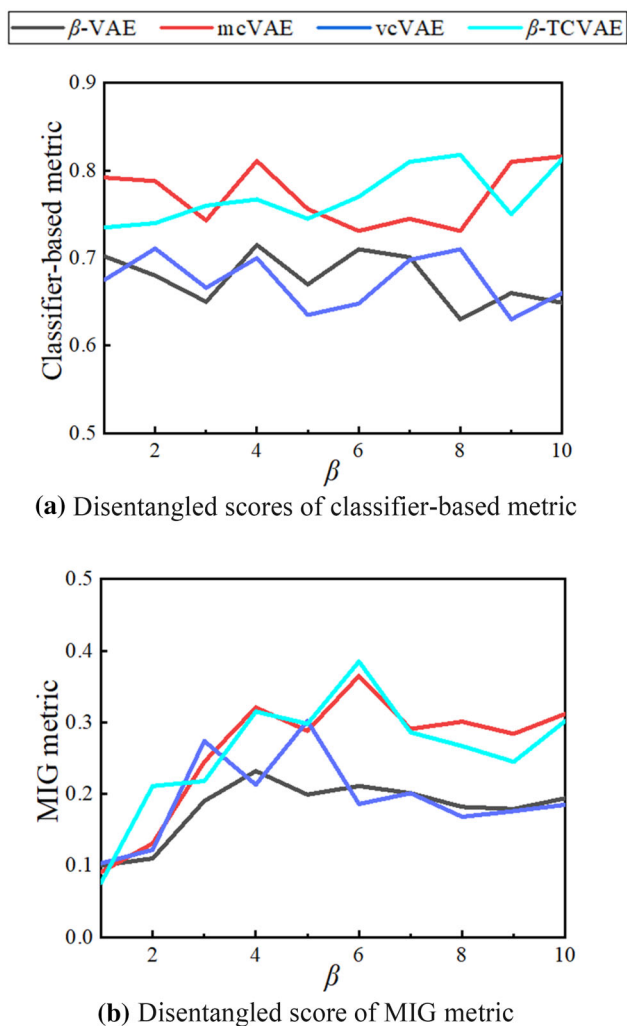 β-VAE mcVAE vcVAE β-TCVAE
0.9
0.8
0.7
0.6
0.5
Classifier-based metric
2 4 6 8 10
β
(a) Disentangled scores of classifier-based metric
0.5
0.4
0.3
0.2
0.1
0.0
MIG metric
2 4 6 8 10
β
(b) Disentangled score of MIG metric